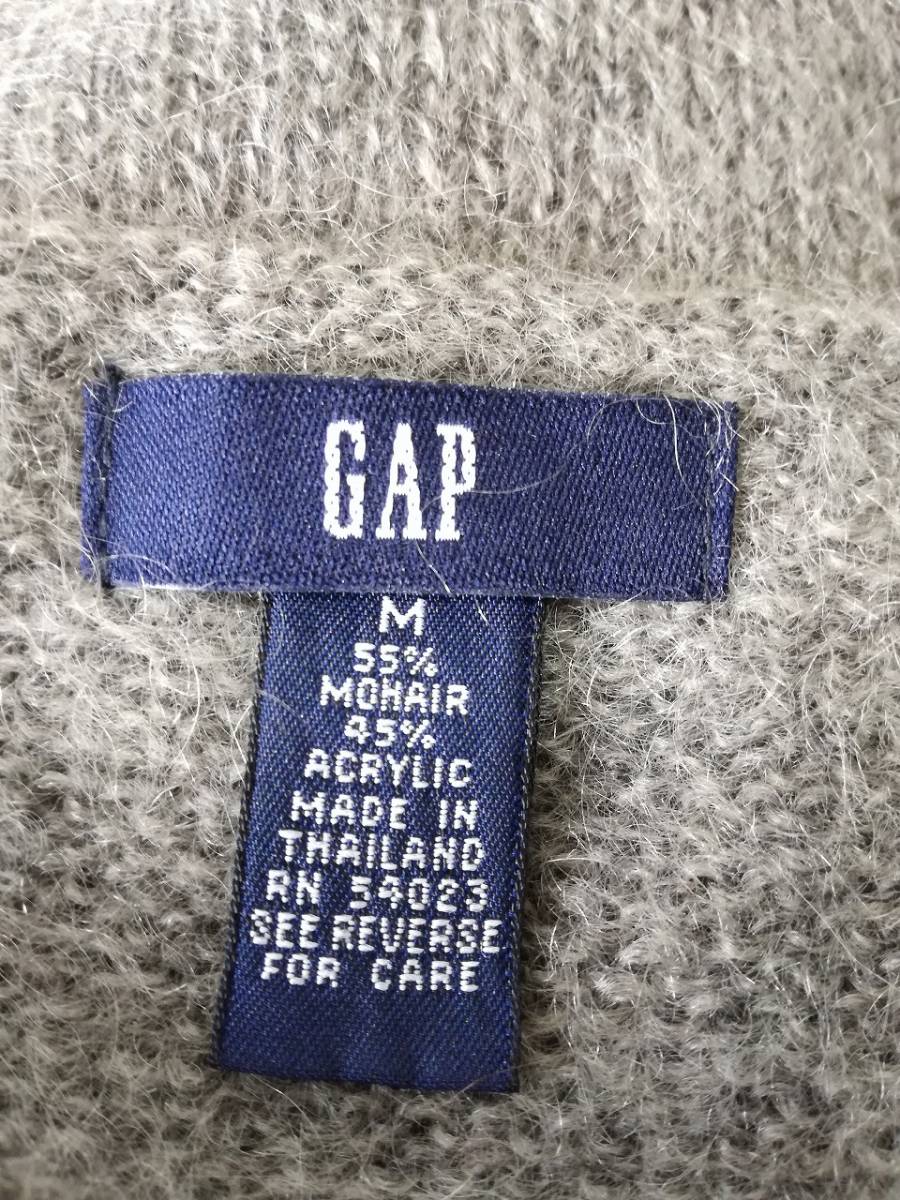 GAP
M
55%
MOHAIR
45%
ACRYLIC
MADE IN
THAILAND
RN 54023
SEE REVERSE
FOR CARE